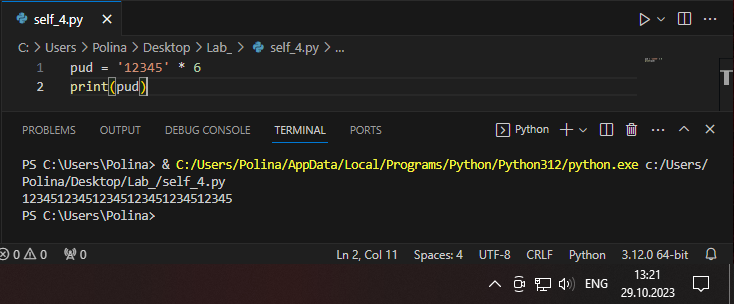 self_4.py
C: > Users > Polina > Desktop > Lab_ > self_4.py > ...
1 pud = '12345' * 6
2 print(pud)
PROBLEMS OUTPUT DEBUG CONSOLE TERMINAL PORTS Python
PS C:\Users\Polina> & C:/Users/Polina/AppData/Local/Programs/Python/Python312/python.exe c:/Users/
Polina/Desktop/Lab_/self_4.py
123451234512345123451234512345
PS C:\Users\Polina>
0 0 0 Ln 2, Col 11 Spaces: 4 UTF-8 CRLF Python 3.12.0 64-bit
ENG 13:21
29.10.2023